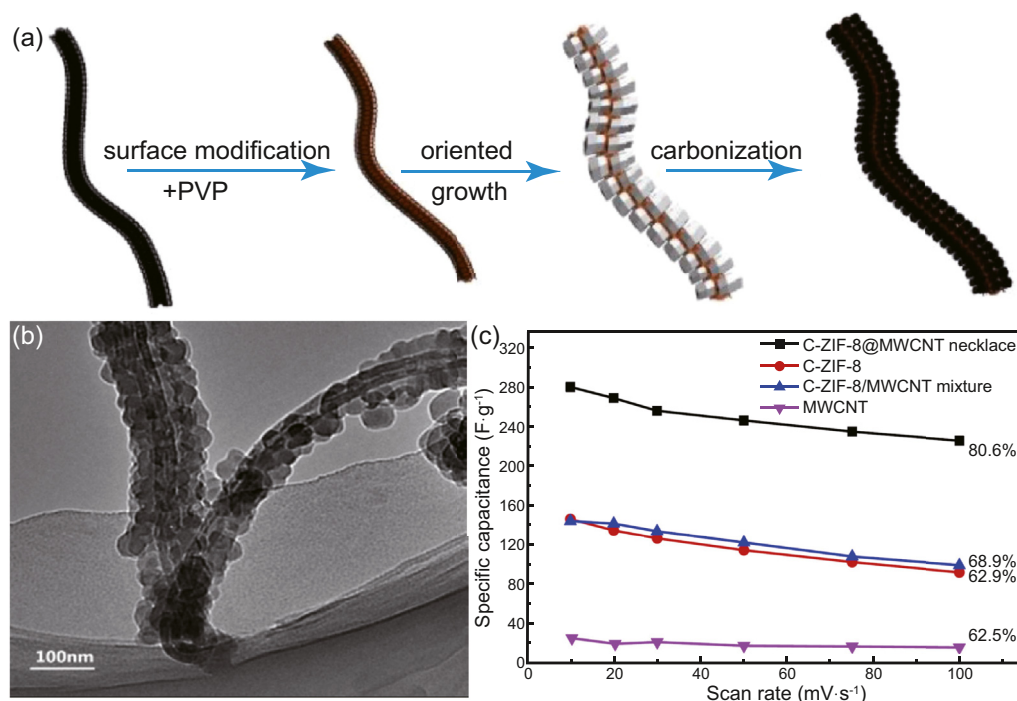 (a)
surface modification
+PVP
oriented
growth
carbonization
(b)
100nm
(c)
Specific capacitance (F·g⁻¹)
320
280
240
200
160
120
80
40
0
C-ZIF-8@MWCNT necklace
C-ZIF-8
C-ZIF-8/MWCNT mixture
MWCNT
80.6%
68.9%
62.9%
62.5%
20
40
60
80
100
Scan rate (mV·s⁻¹)